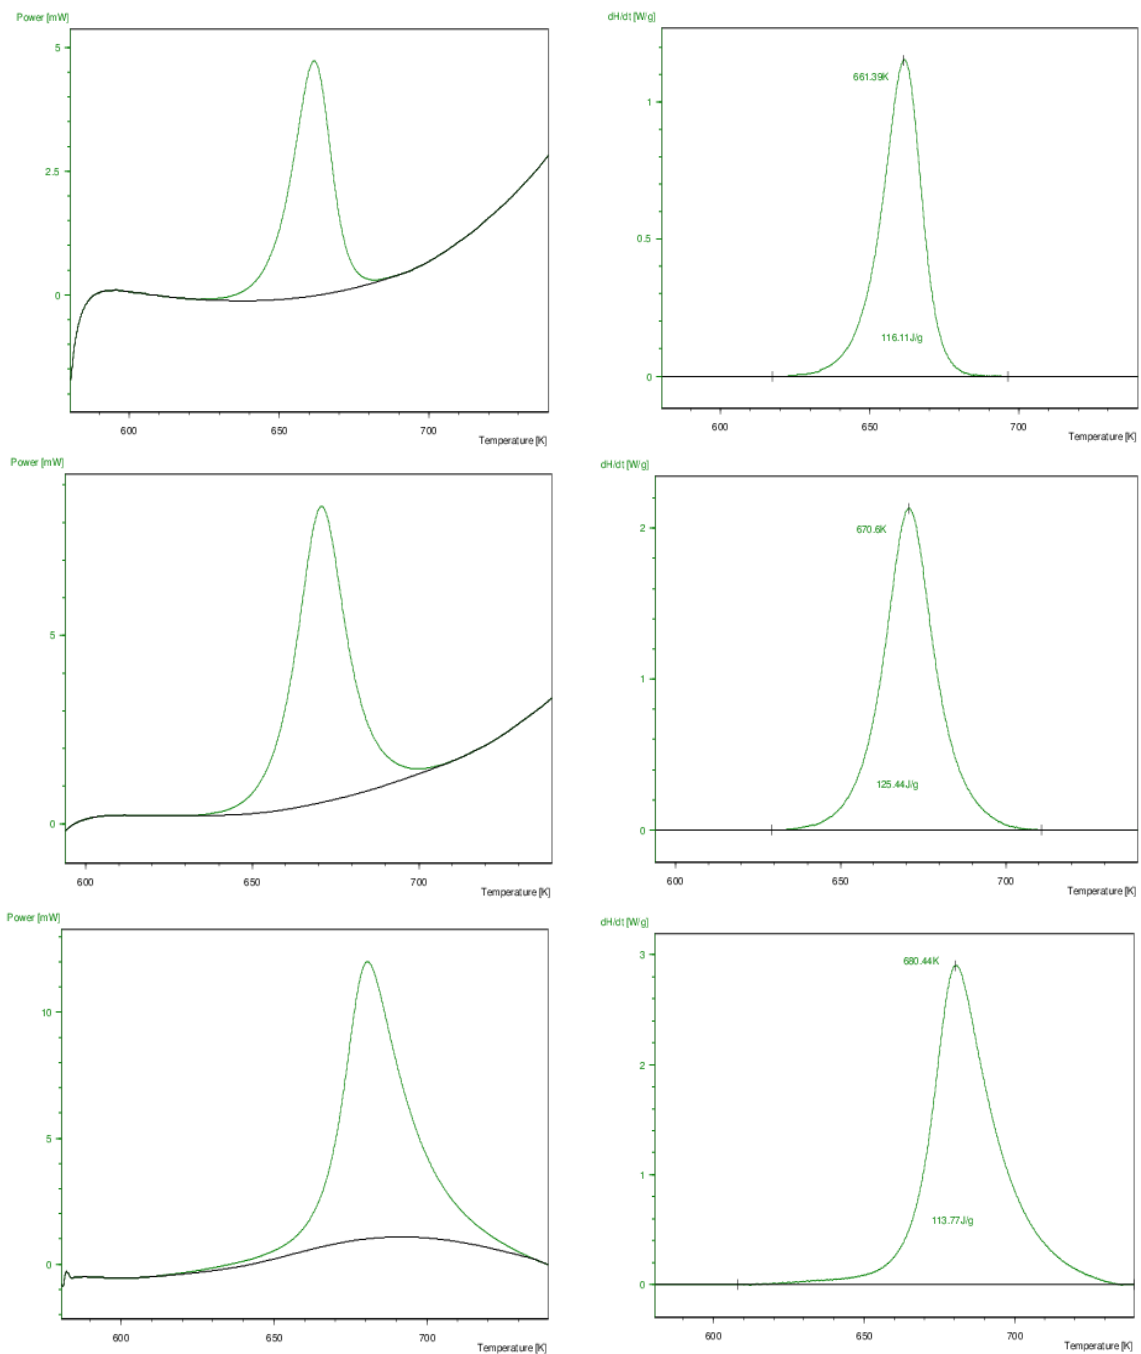 Power [mW]
5
2.5
0
600
650
700
Temperature [K]
dH/dt [W/g]
661.39K
1
0.5
116.11J/g
0
600
650
700
Temperature [K]
Power [mW]
5
0
600
650
700
Temperature [K]
dH/dt [W/g]
670.6K
2
1
125.44J/g
0
600
650
700
Temperature [K]
Power [mW]
10
5
0
600
650
700
Temperature [K]
dH/dt [W/g]
680.44K
3
2
1
113.77J/g
0
600
650
700
Temperature [K]